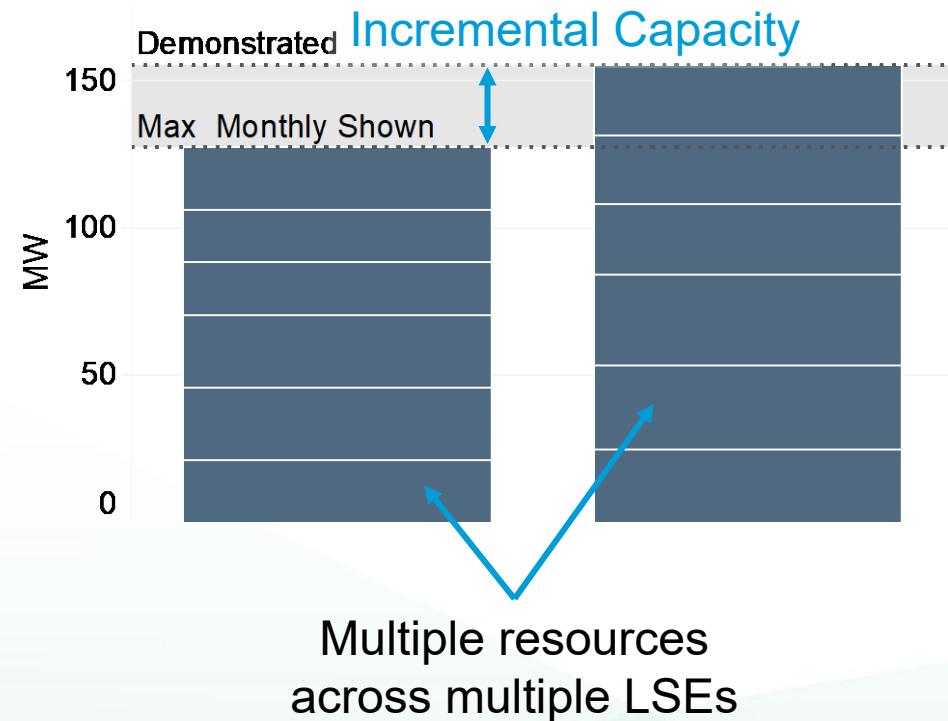 Demonstrated Incremental Capacity
150
Max Monthly Shown
100
MW
50
0
Multiple resources
across multiple LSEs